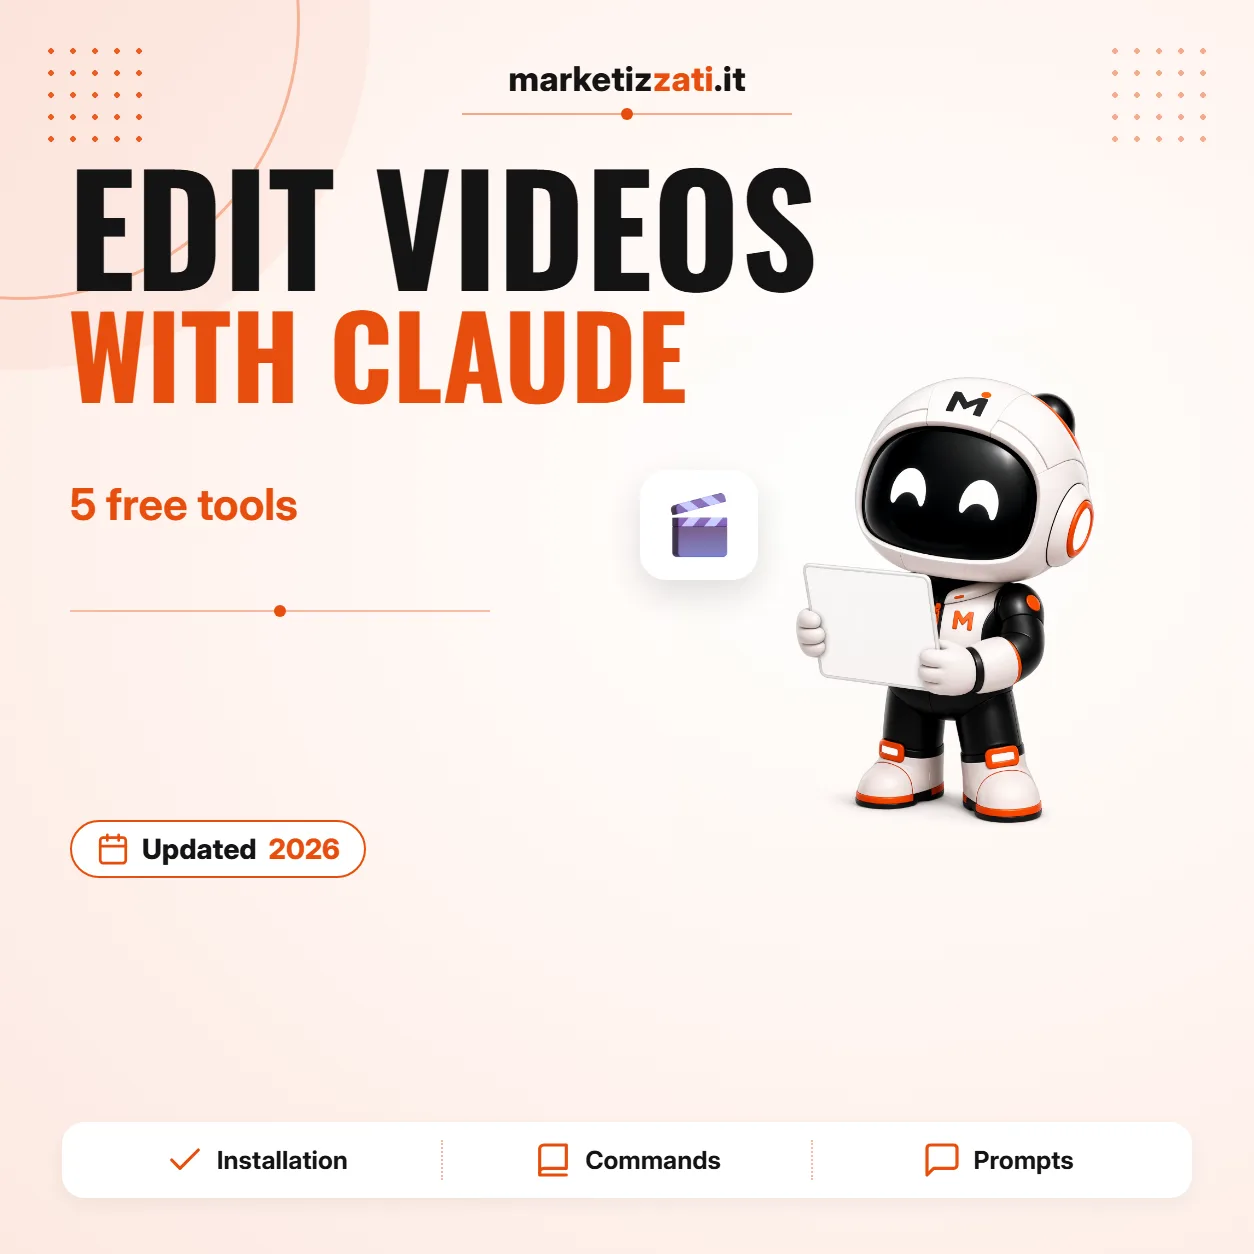 marketizzati.it
EDIT VIDEOS
WITH CLAUDE
5 free tools
M
M
Updated 2026
Installation
Commands
Prompts